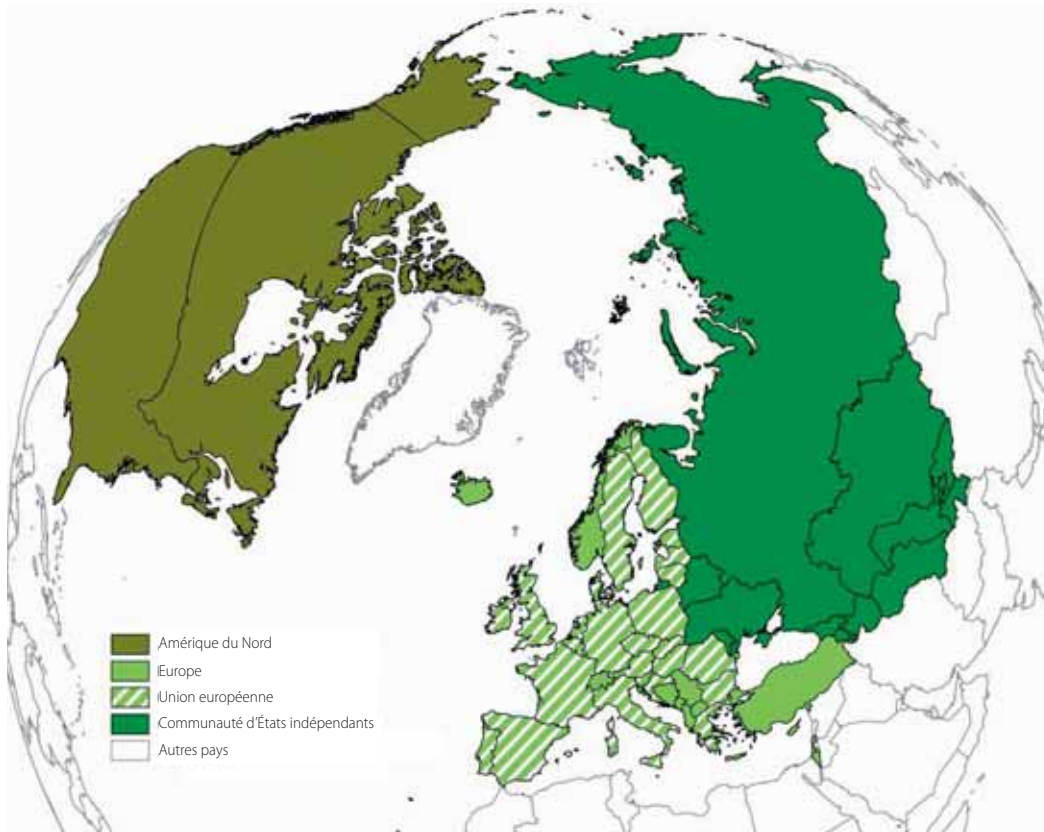 Amérique du Nord
Europe
Union européenne
Communauté d'États indépendants
Autres pays